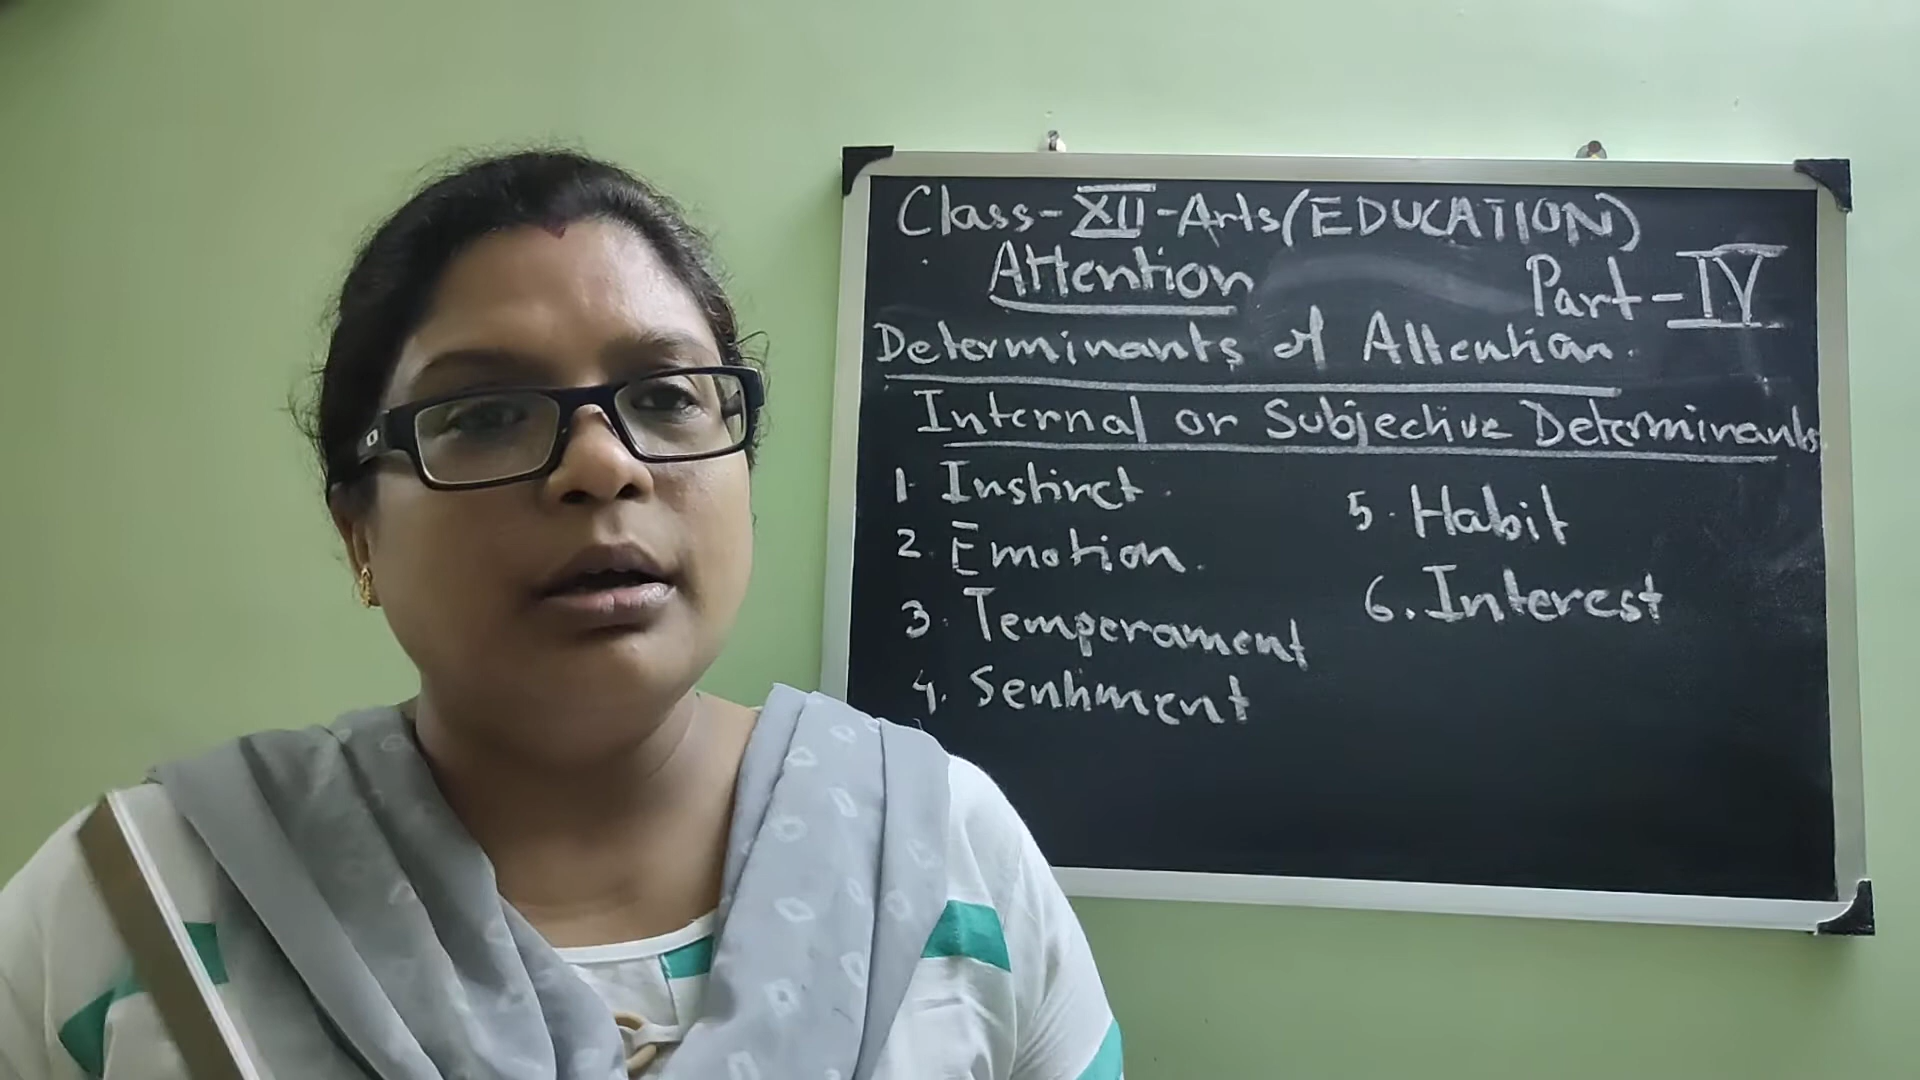 Class-XII-Arts(EDUCATION)
Attention
Part-IV
Determinants of Attention.
Internal or Subjective Determinants
1. Instinct.
2. Emotion.
3. Temperament
4. Sentiment
5. Habit
6. Interest